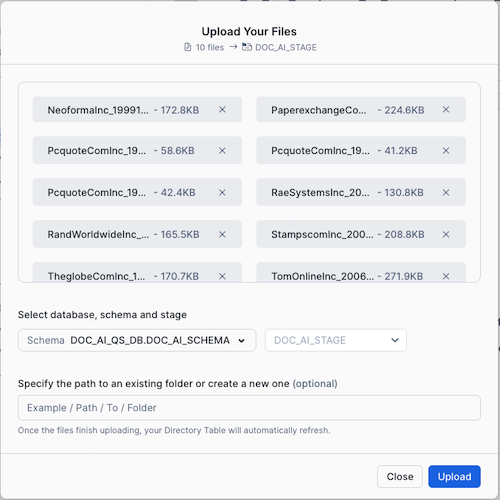 Upload Your Files
10 files → DOC_AI_STAGE
NeoformaInc_19991... - 172.8KB ×
PaperexchangeCo... - 224.6KB ×
PcquoteComInc_19... - 58.6KB ×
PcquoteComInc_19... - 41.2KB ×
PcquoteComInc_19... - 42.4KB ×
RaeSystemsInc_20... - 130.8KB ×
RandWorldwideInc_... - 165.5KB ×
StampscomInc_200... - 208.8KB ×
TheglobeComInc_1... - 170.7KB ×
TomOnlineInc_2006... - 271.9KB ×
Select database, schema and stage
Schema DOC_AI_QS_DB.DOC_AI_SCHEMA
DOC_AI_STAGE
Specify the path to an existing folder or create a new one (optional)
Example / Path / To / Folder
Once the files finish uploading, your Directory Table will automatically refresh.
Close
Upload